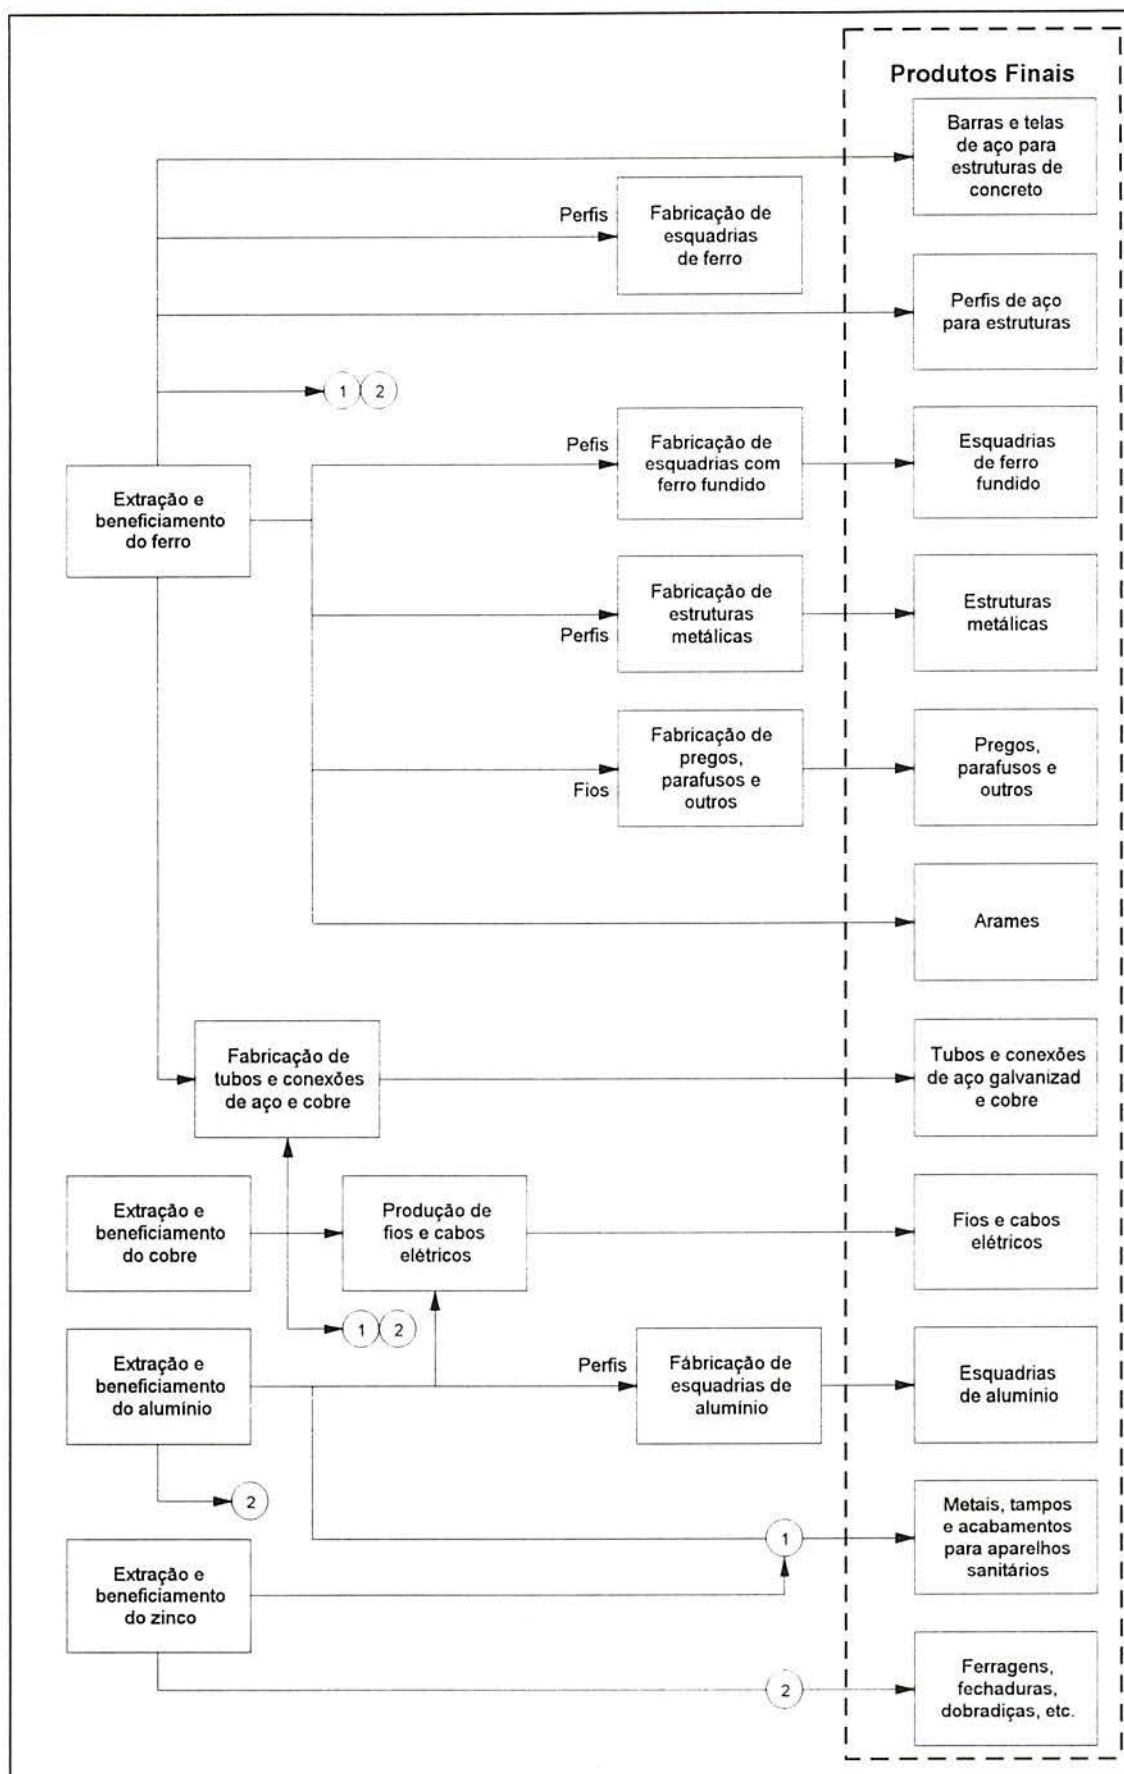 Produtos Finais
Barras e telas
de aço para
estruturas de
concreto
Perfis
Fabricação de
esquadrias
de ferro
Perfis de aço
para estruturas
1
2
Extração e
beneficiamento
do ferro
Pefis
Fabricação de
esquadrias com
ferro fundido
Esquadrias
de ferro
fundido
Perfis
Fabricação de
estruturas
metálicas
Estruturas
metálicas
Fios
Fabricação de
pregos,
parafusos e
outros
Pregos,
parafusos e
outros
Arames
Fabricação de
tubos e conexões
de aço e cobre
Tubos e conexões
de aço galvanizad
e cobre
Extração e
beneficiamento
do cobre
Produção de
fios e cabos
elétricos
Fios e cabos
elétricos
1
2
Extração e
beneficiamento
do alumínio
Perfis
Fábricação de
esquadrias de
alumínio
Esquadrias
de alumínio
2
1
Metais, tampos
e acabamentos
para aparelhos
sanitários
Extração e
beneficiamento
do zinco
2
Ferragens,
fechaduras,
dobradiças, etc.